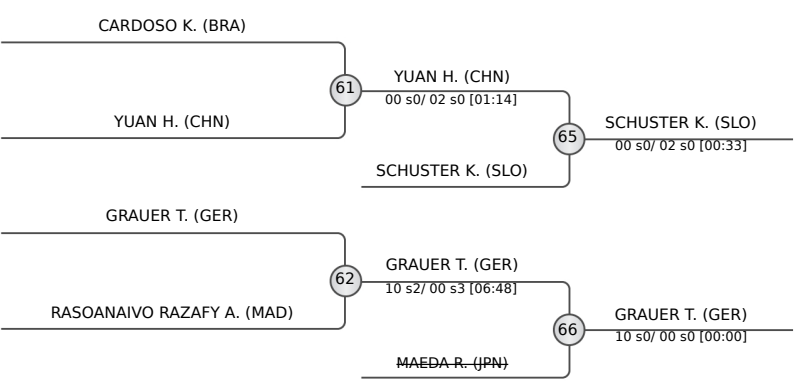 CARDOSO K. (BRA)
61
YUAN H. (CHN)
00 s0/ 02 s0 [01:14]
YUAN H. (CHN)
65
SCHUSTER K. (SLO)
00 s0/ 02 s0 [00:33]
SCHUSTER K. (SLO)
GRAUER T. (GER)
62
GRAUER T. (GER)
10 s2/ 00 s3 [06:48]
RASOANAIVO RAZAFY A. (MAD)
66
GRAUER T. (GER)
10 s0/ 00 s0 [00:00]
MAEDA R. (JPN)